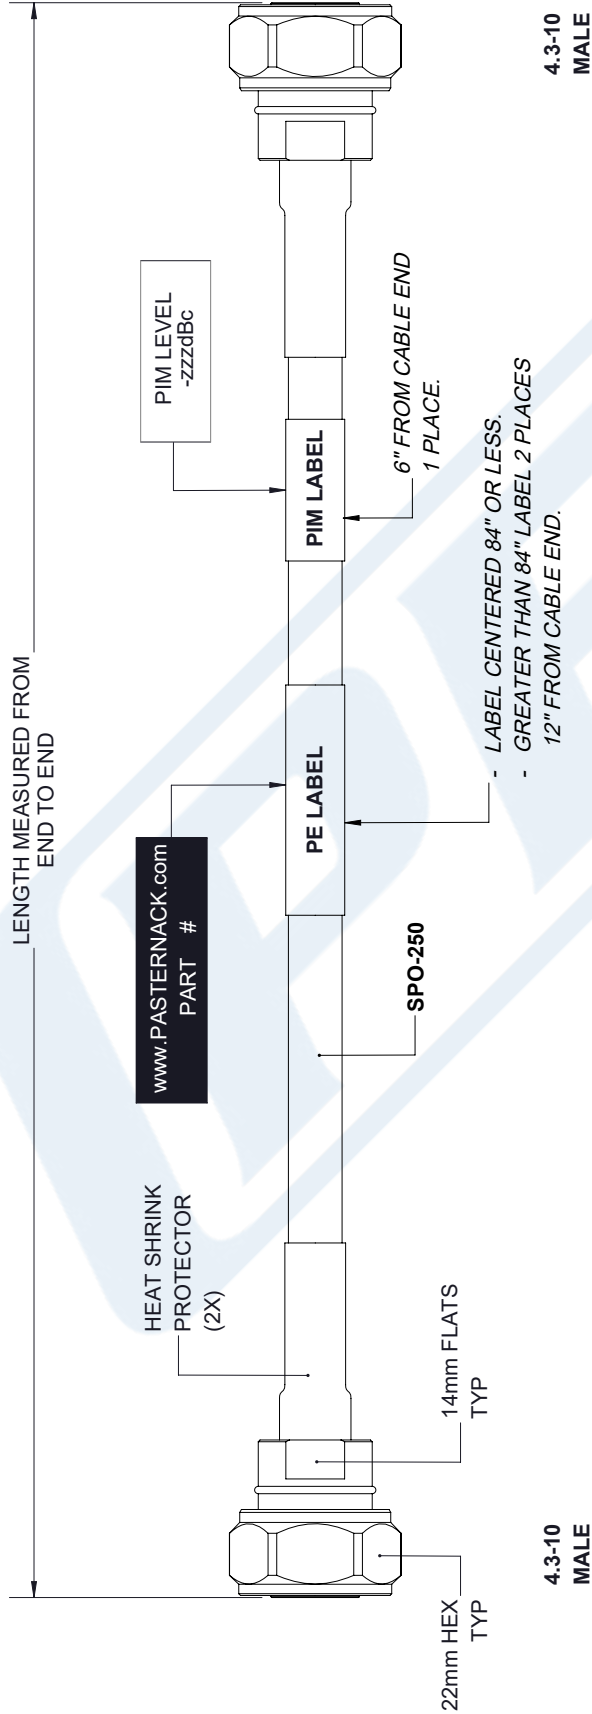 LENGTH MEASURED FROM
END TO END
HEAT SHRINK
PROTECTOR
(2X)
www.PASTERNACK.com
PART #
PIM LEVEL
-zzzdBc
PE LABEL
PIM LABEL
SPO-250
6" FROM CABLE END
1 PLACE.
- LABEL CENTERED 84" OR LESS.
- GREATER THAN 84" LABEL 2 PLACES
12" FROM CABLE END.
22mm HEX
TYP
14mm FLATS
TYP
4.3-10
MALE
4.3-10
MALE